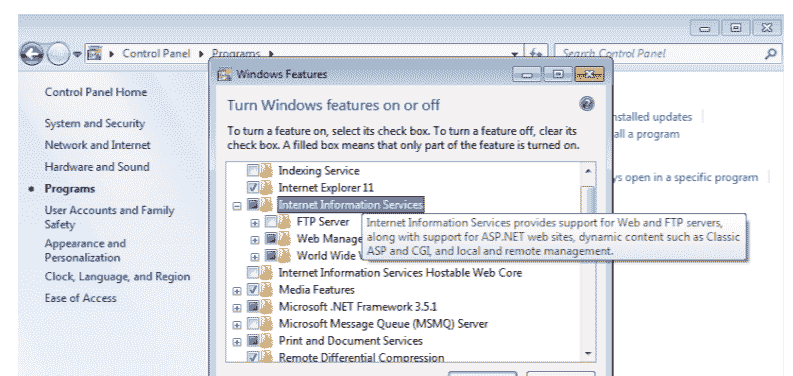 Control Panel
Programs
Search Control Panel
Control Panel Home
System and Security
Network and Internet
Hardware and Sound
Programs
User Accounts and Family
Safety
Appearance and
Personalization
Clock, Language, and Region
Ease of Access
Windows Features
Turn Windows features on or off
To turn a feature on, select its check box. To turn a feature off, clear its
check box. A filled box means that only part of the feature is turned on.
Indexing Service
Internet Explorer 11
Internet Information Services
FTP Server
Web Manage
World Wide
Internet Information Services provides support for Web and FTP servers,
along with support for ASP.NET web sites, dynamic content such as Classic
ASP and CGI, and local and remote management.
Internet Information Services Hostable Web Core
Media Features
Microsoft .NET Framework 3.5.1
Microsoft Message Queue (MSMQ) Server
Print and Document Services
Remote Differential Compression
nstalled updates
all a program
ys open in a specific program